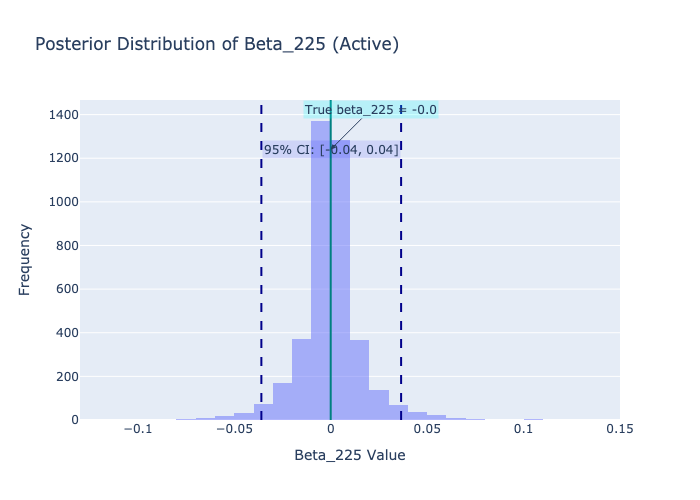 Posterior Distribution of Beta_225 (Active)
True beta_225 = -0.0
95% CI: [-0.04, 0.04]
1400
1200
1000
800
600
400
200
0
Frequency
−0.1
−0.05
0
0.05
0.1
0.15
Beta_225 Value